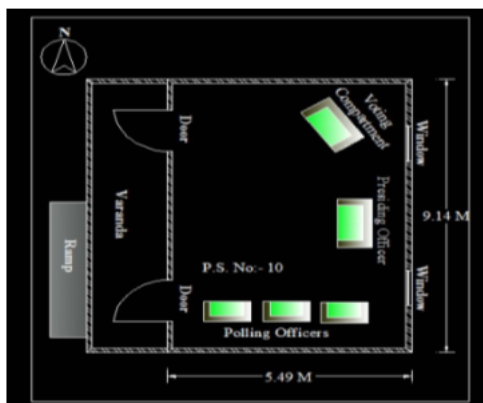 N
Voting
Compartment
Door
Window
Presiding Officer
Varanda
9.14 M
Ramp
P.S. No:- 10
Door
Window
Polling Officers
5.49 M